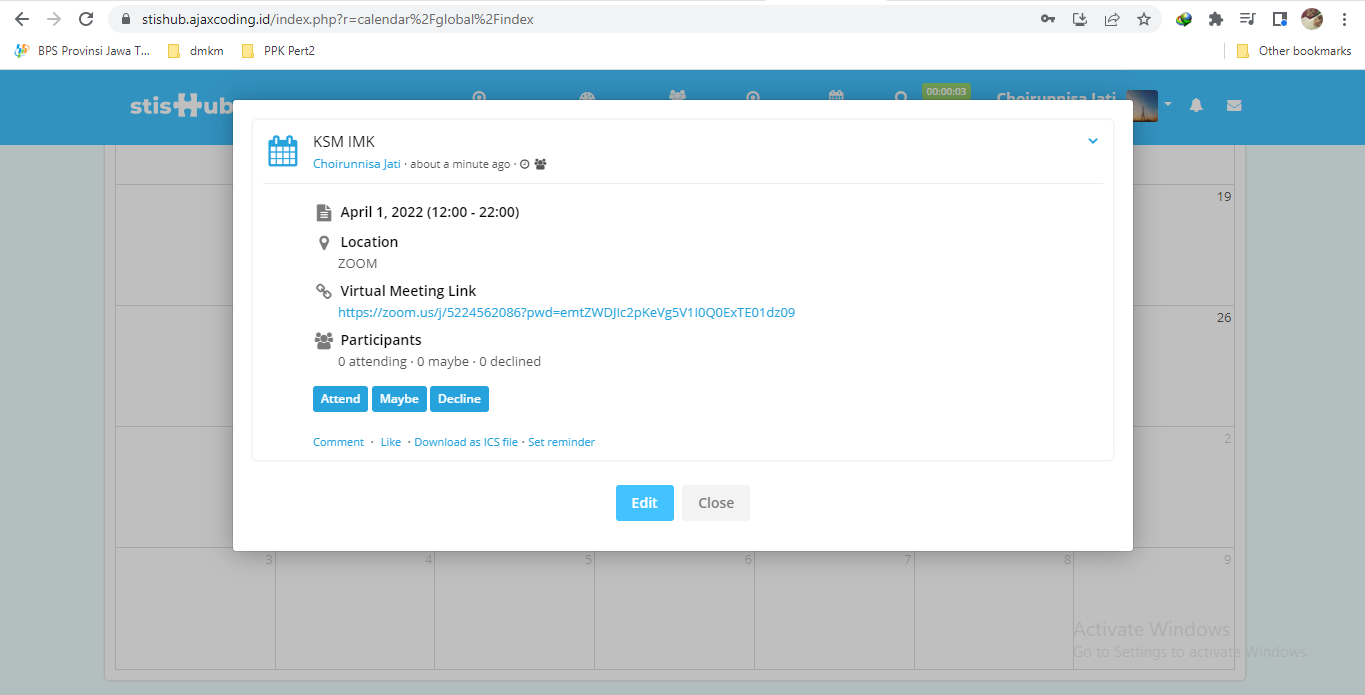 stishub.ajaxcoding.id/index.php?r=calendar%2Fglobal%2Findex
BPS Provinsi Jawa T... dmkm PPK Pert2 Other bookmarks
stisHub 00:00:03 Choirunnisa Jati
KSM IMK
Choirunnisa Jati · about a minute ago ·
April 1, 2022 (12:00 - 22:00)
19
Location
ZOOM
Virtual Meeting Link
https://zoom.us/j/5224562086?pwd=emtZWDJlc2pKeVg5V1I0Q0ExTE01dz09
26
Participants
0 attending · 0 maybe · 0 declined
Attend Maybe Decline
Comment · Like · Download as ICS file · Set reminder
2
Edit Close
3 4 5 6 7 8 9
Activate Windows
Go to Settings to activate Windows.